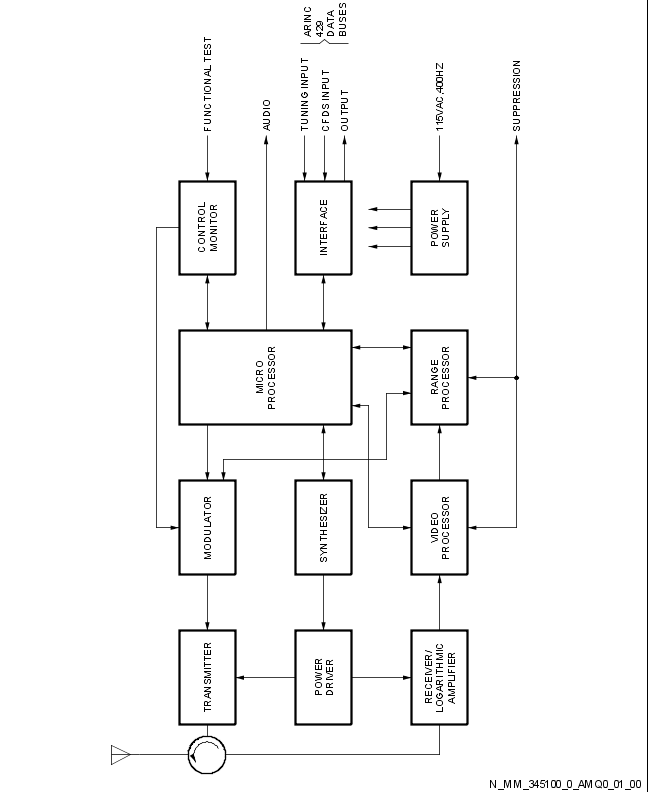 FUNCTIONAL TEST
AUDIO
TUNING INPUT
CFDS INPUT
OUTPUT
ARINC
429
DATA
BUSES
115VAC,400HZ
SUPPRESSION
CONTROL
MONITOR
INTERFACE
POWER
SUPPLY
MICRO
PROCESSOR
RANGE
PROCESSOR
MODULATOR
SYNTHESIZER
VIDEO
PROCESSOR
TRANSMITTER
POWER
DRIVER
RECEIVER/
LOGARITHMIC
AMPLIFIER
N_MM_345100_0_AMQ0_01_00